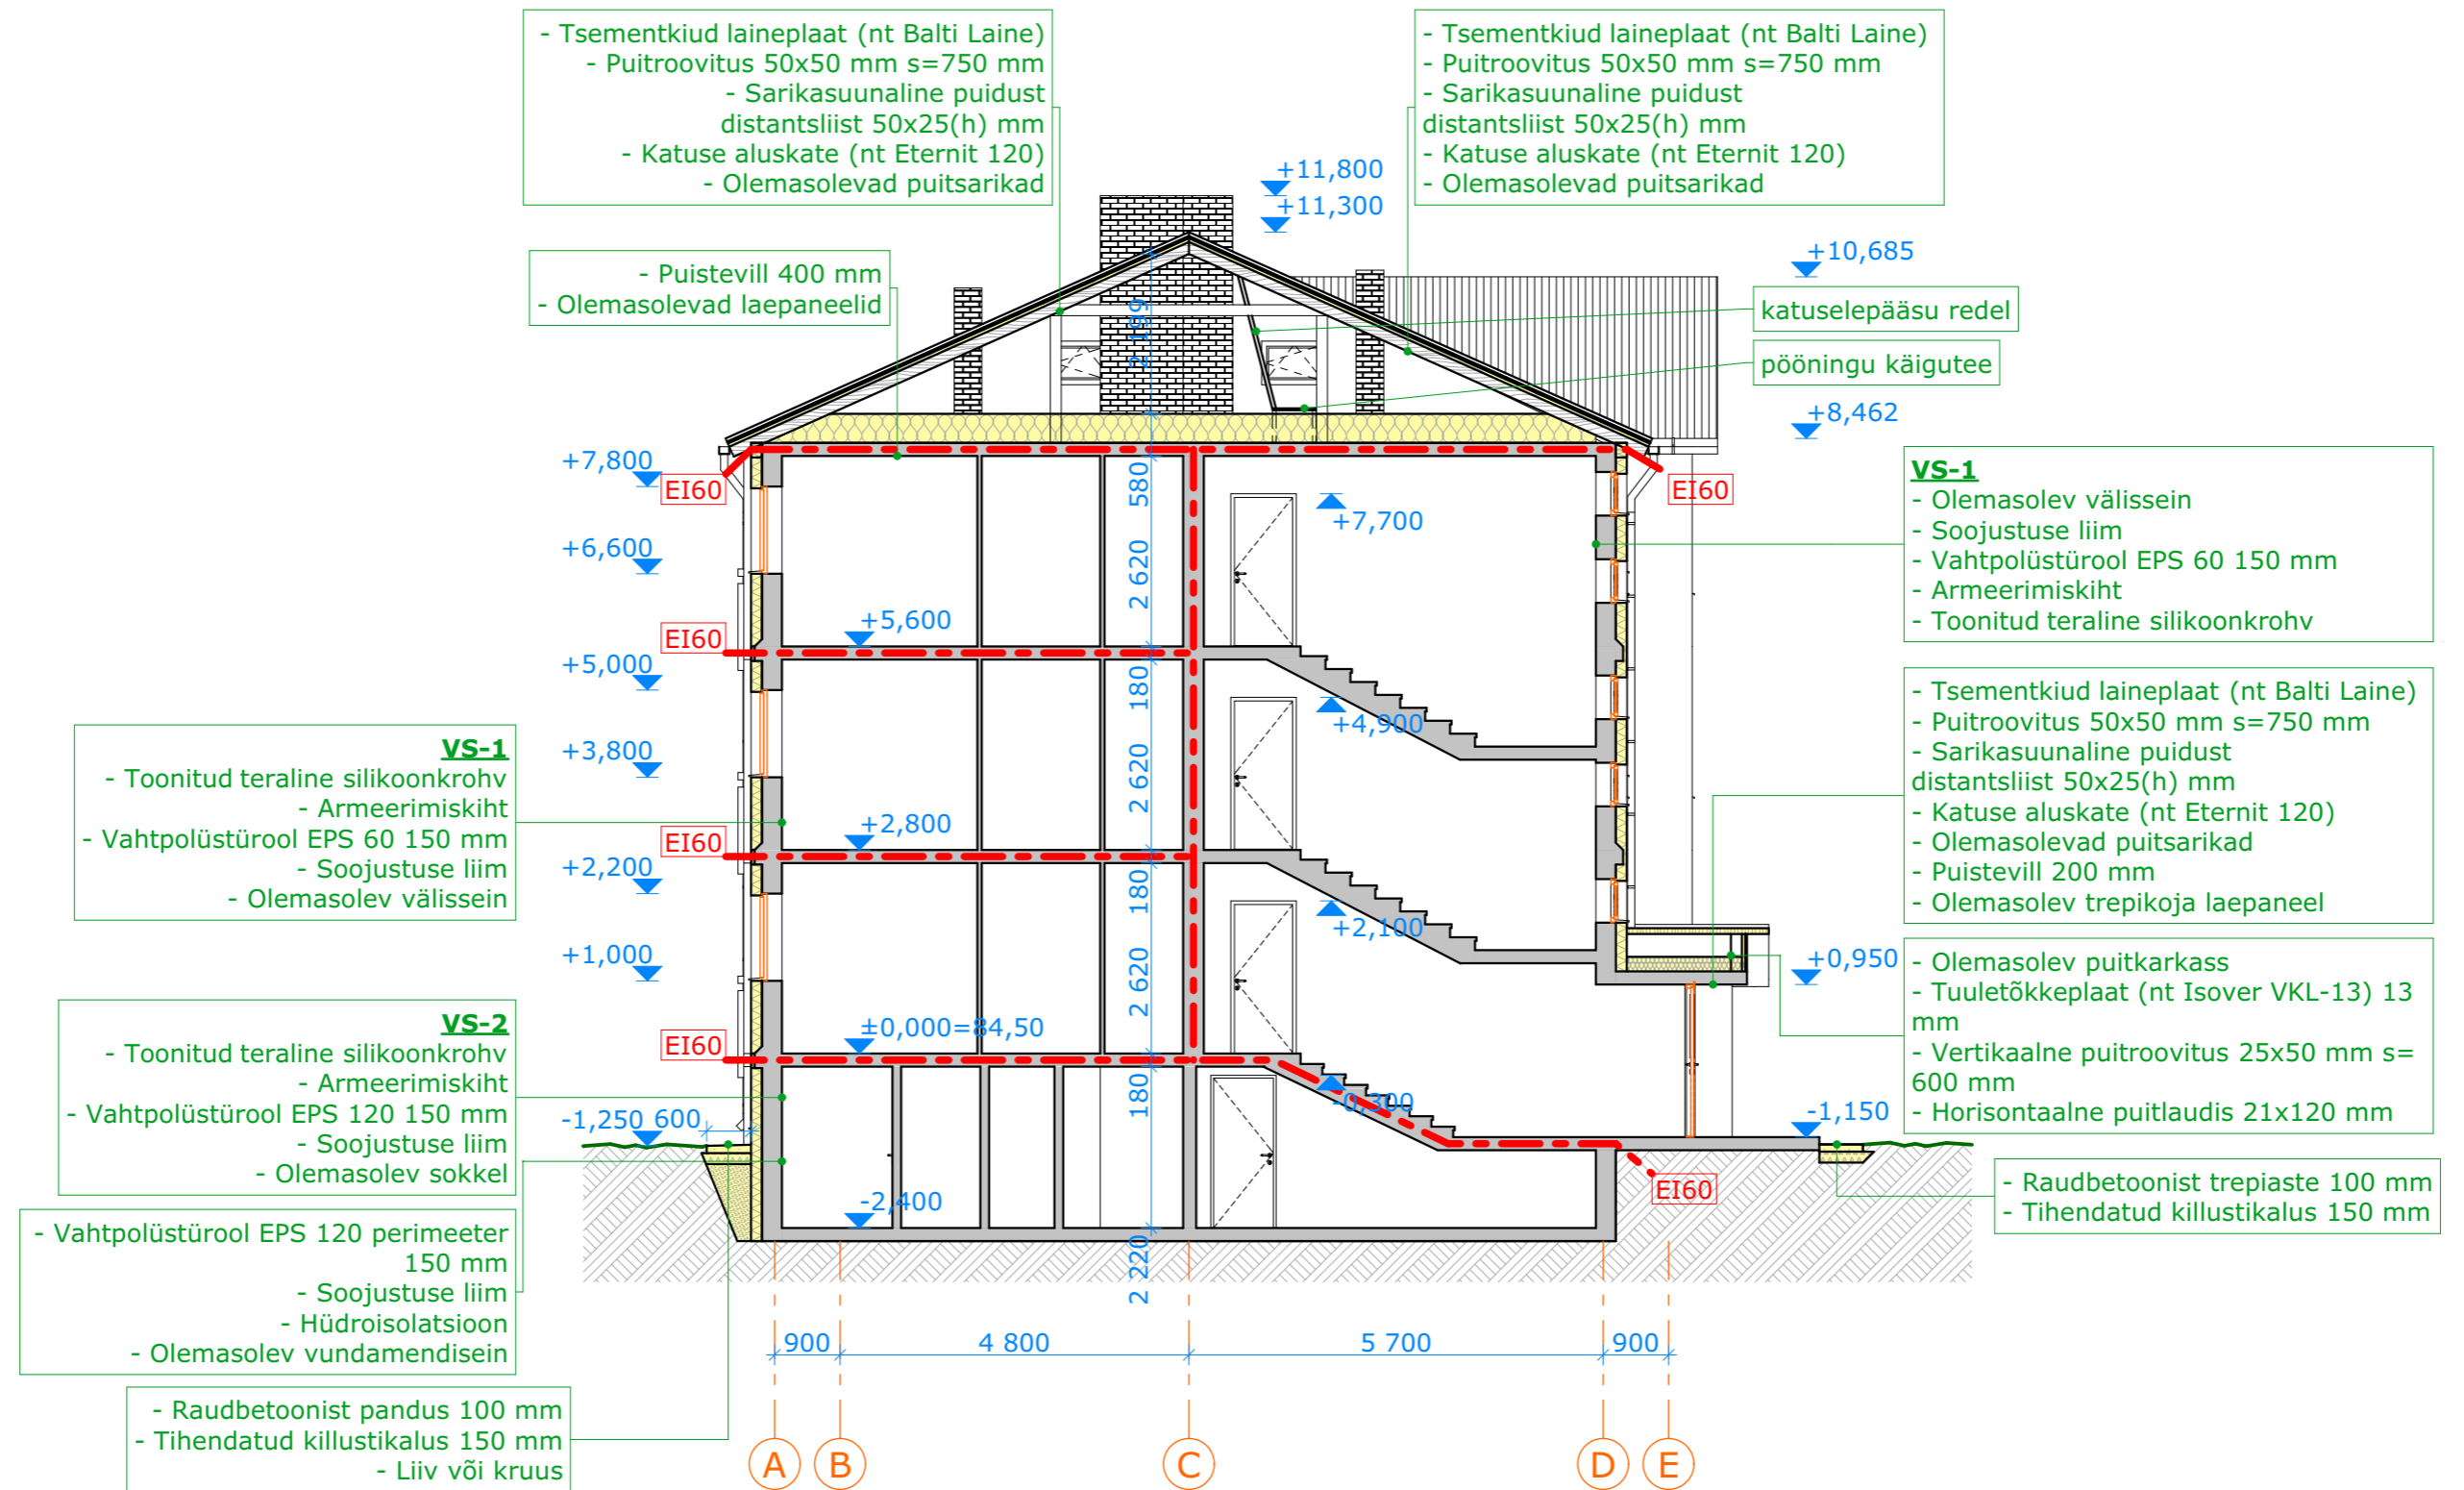 - Tsementkiud laineplaat (nt Balti Laine)
- Puitroovitus 50x50 mm s=750 mm
- Sarikasuunaline puidust
distantsliist 50x25(h) mm
- Katuse aluskate (nt Eternit 120)
- Olemasolevad puitsarikad
- Tsementkiud laineplaat (nt Balti Laine)
- Puitroovitus 50x50 mm s=750 mm
- Sarikasuunaline puidust
distantsliist 50x25(h) mm
- Katuse aluskate (nt Eternit 120)
- Olemasolevad puitsarikad
+11,800
+11,300
+10,685
- Puistevill 400 mm
- Olemasolevad laepaneelid
katuselepääsu redel
pööningu käigutee
+8,462
2 199
+7,800
EI60
EI60
580
+7,700
VS-1
- Olemasolev välissein
- Soojustuse liim
- Vahtpolüstürool EPS 60 150 mm
- Armeerimiskiht
- Toonitud teraline silikoonkrohv
+6,600
2 620
+5,600
EI60
+5,000
180
+4,900
- Tsementkiud laineplaat (nt Balti Laine)
- Puitroovitus 50x50 mm s=750 mm
- Sarikasuunaline puidust
distantsliist 50x25(h) mm
- Katuse aluskate (nt Eternit 120)
- Olemasolevad puitsarikad
- Puistevill 200 mm
- Olemasolev trepikoja laepaneel
VS-1
- Toonitud teraline silikoonkrohv
- Armeerimiskiht
- Vahtpolüstürool EPS 60 150 mm
- Soojustuse liim
- Olemasolev välissein
+3,800
2 620
+2,800
EI60
+2,200
180
+2,100
+1,000
+0,950
- Olemasolev puitkarkass
- Tuuletõkkeplaat (nt Isover VKL-13) 13
mm
- Vertikaalne puitroovitus 25x50 mm s=
600 mm
- Horisontaalne puitlaudis 21x120 mm
2 620
VS-2
- Toonitud teraline silikoonkrohv
- Armeerimiskiht
- Vahtpolüstürool EPS 120 150 mm
- Soojustuse liim
- Olemasolev sokkel
±0,000=84,50
EI60
180
-0,300
-1,250
600
-1,150
EI60
- Raudbetoonist trepiaste 100 mm
- Tihendatud killustikalus 150 mm
-2,400
2 220
- Vahtpolüstürool EPS 120 perimeeter
150 mm
- Soojustuse liim
- Hüdroisolatsioon
- Olemasolev vundamendisein
900
4 800
5 700
900
- Raudbetoonist pandus 100 mm
- Tihendatud killustikalus 150 mm
- Liiv või kruus
A
B
C
D
E